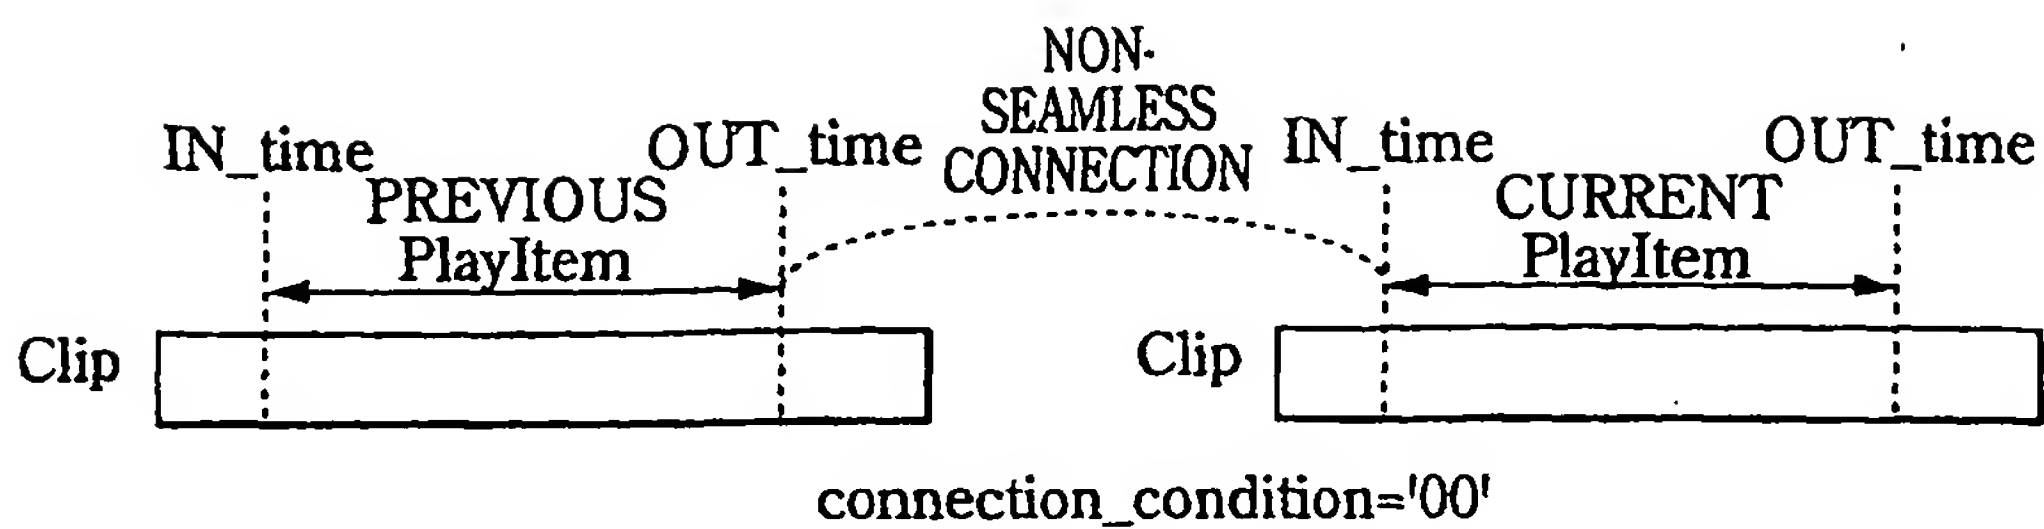 NON-
SEAMLESS
CONNECTION
IN_time
OUT_time
IN_time
OUT_time
PREVIOUS
PlayItem
CURRENT
PlayItem
Clip
Clip
connection_condition='00'